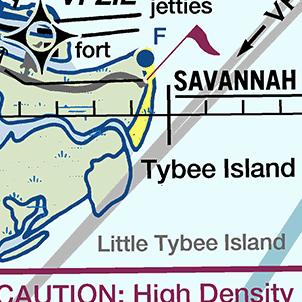 jetties
fort
F
SAVANNAH
Tybee Island
Little Tybee Island
CAUTION: High Density